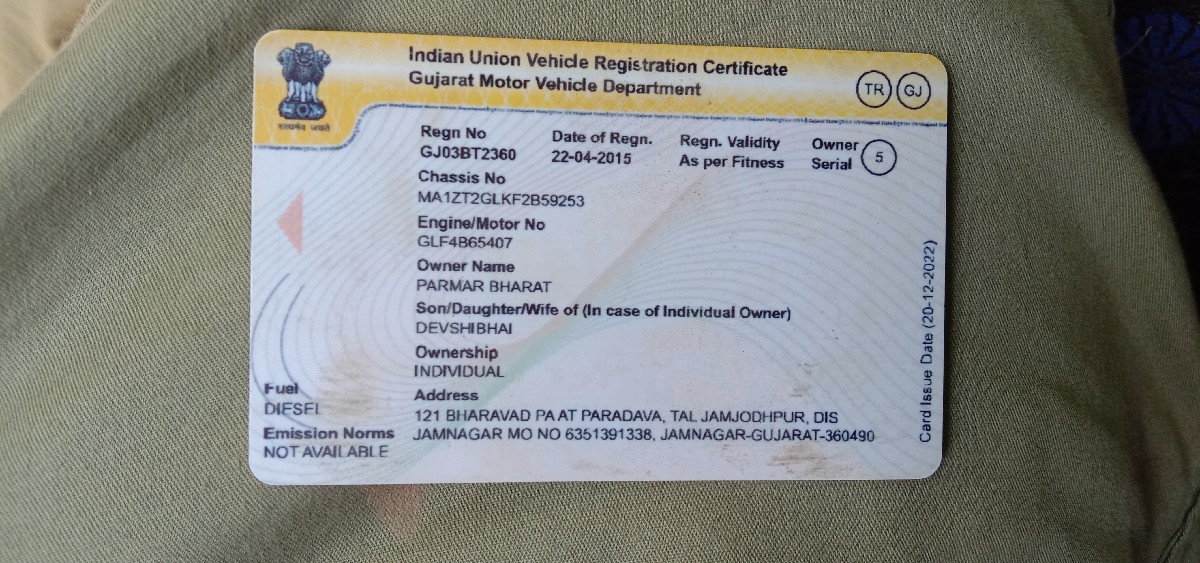 Indian Union Vehicle Registration Certificate
Gujarat Motor Vehicle Department
TR GJ
सत्यमेव जयते
Regn No
GJ03BT2360
Date of Regn.
22-04-2015
Regn. Validity
As per Fitness
Owner
Serial
5
Chassis No
MA1ZT2GLKF2B59253
Engine/Motor No
GLF4B65407
Owner Name
PARMAR BHARAT
Son/Daughter/Wife of (In case of Individual Owner)
DEVSHIBHAI
Ownership
INDIVIDUAL
Fuel
DIESEL
Emission Norms
NOT AVAILABLE
Address
121 BHARAVAD PA AT PARADAVA, TAL JAMJODHPUR, DIS
JAMNAGAR MO NO 6351391338, JAMNAGAR-GUJARAT-360490
Card Issue Date (20-12-2022)